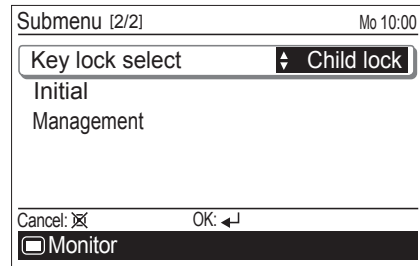 Submenu [2/2] Mo 10:00
Key lock select Child lock
Initial
Management
Cancel: OK:
Monitor